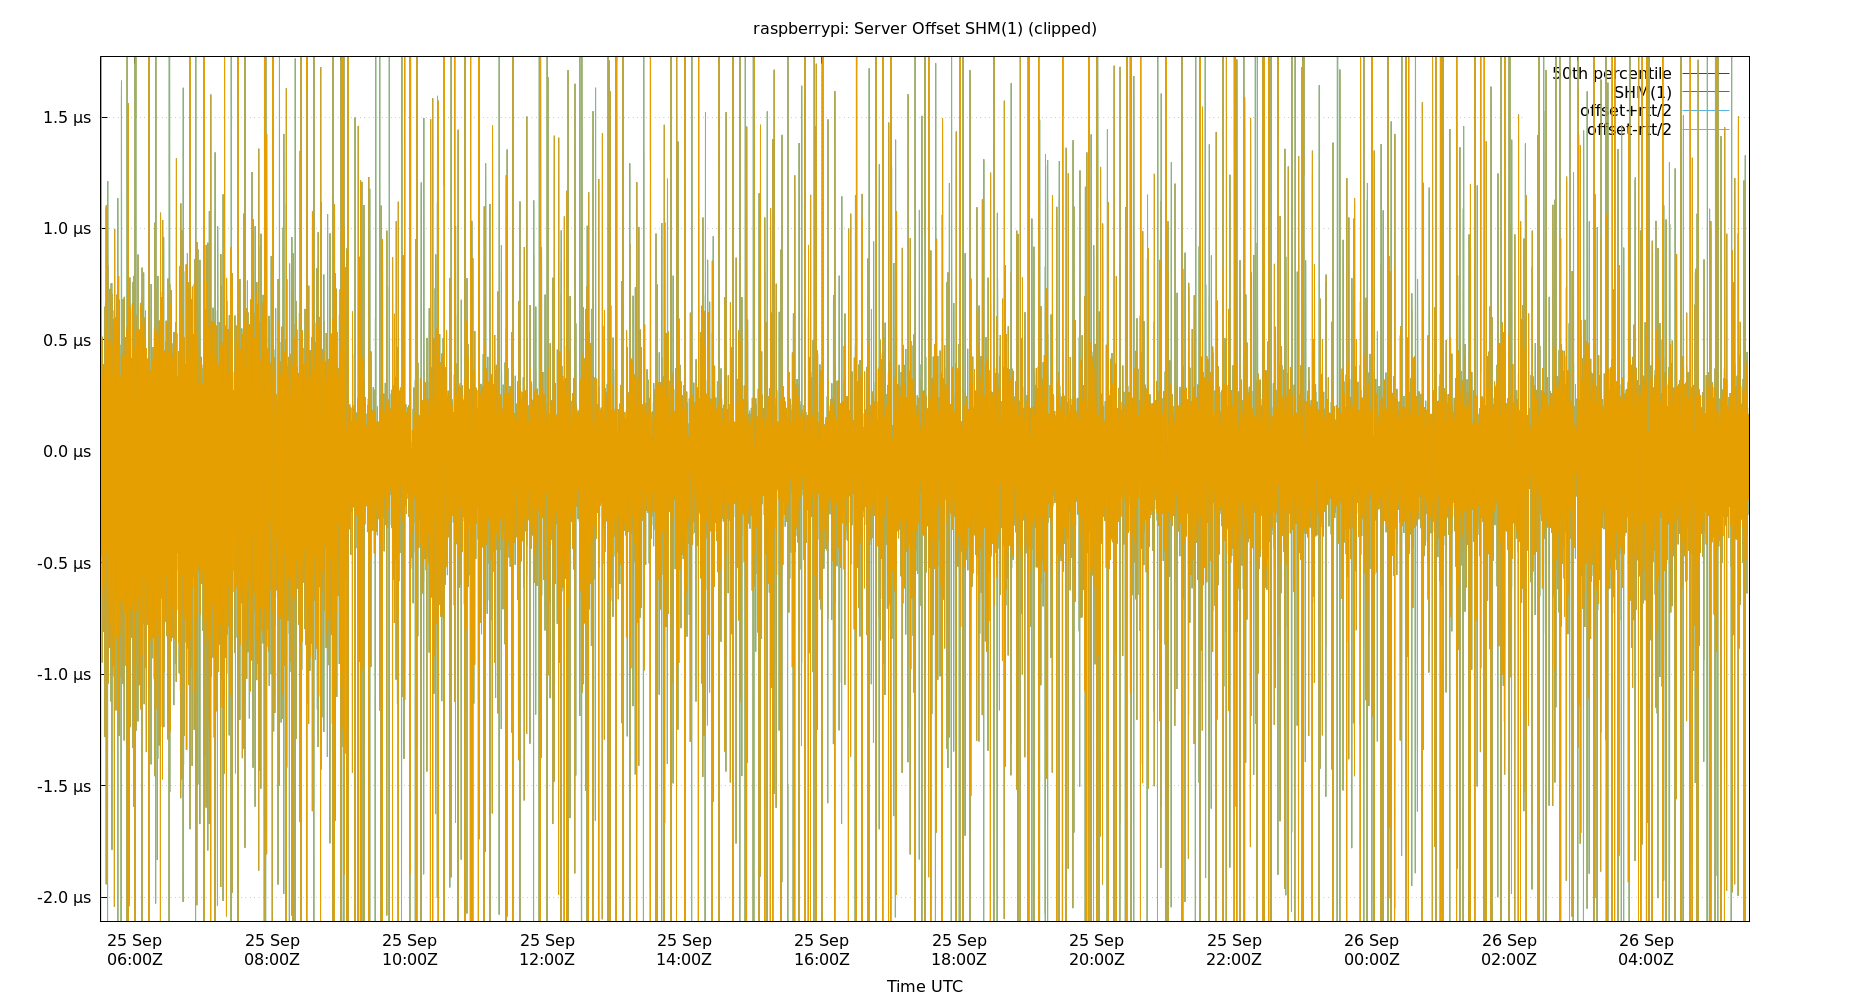 raspberrypi: Server Offset SHM(1) (clipped)
50th percentile
SHM(1)
offset+rtt/2
offset-rtt/2
1.5 µs
1.0 µs
0.5 µs
0.0 µs
-0.5 µs
-1.0 µs
-1.5 µs
-2.0 µs
25 Sep 25 Sep 25 Sep 25 Sep 25 Sep 25 Sep 25 Sep 25 Sep 25 Sep 26 Sep 26 Sep 26 Sep
06:00Z 08:00Z 10:00Z 12:00Z 14:00Z 16:00Z 18:00Z 20:00Z 22:00Z 00:00Z 02:00Z 04:00Z
Time UTC